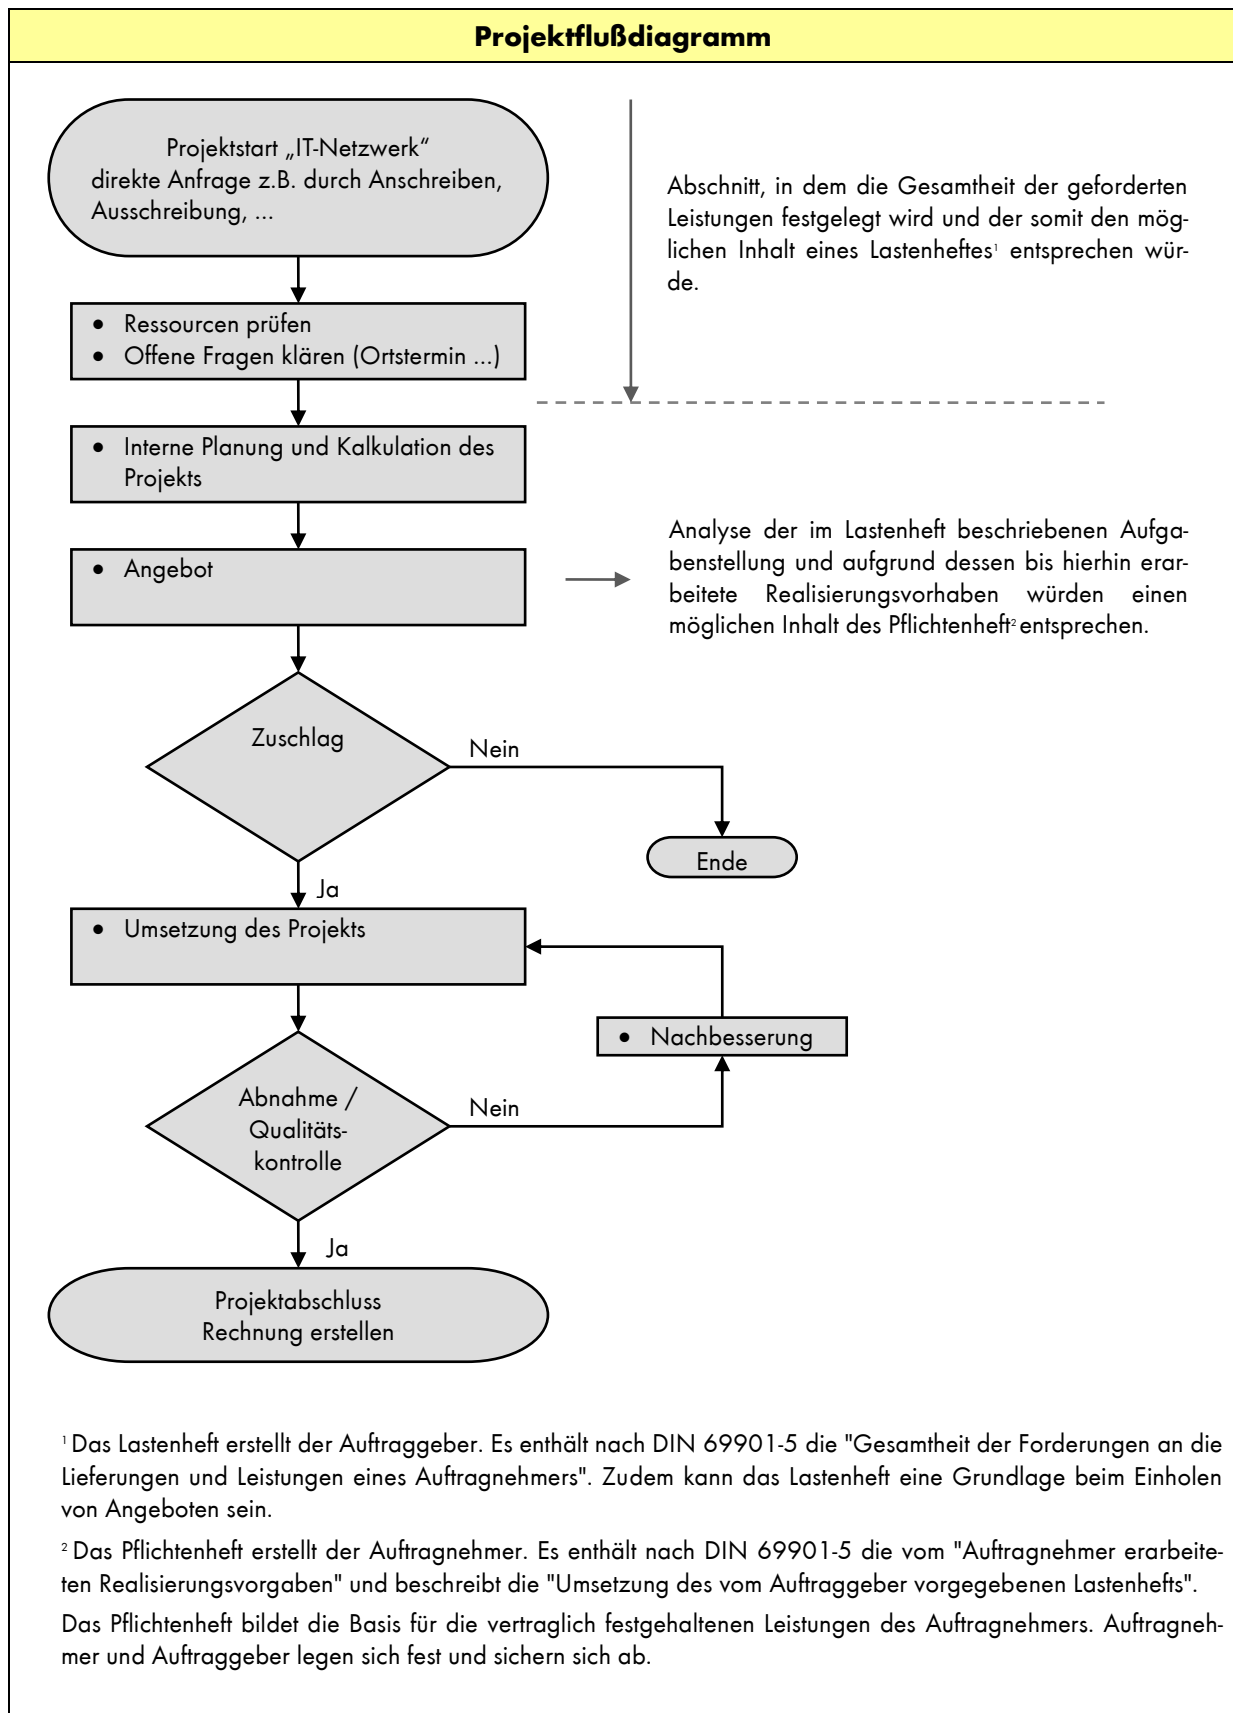 Projektflußdiagramm
Projektstart „IT-Netzwerk“
direkte Anfrage z.B. durch Anschreiben,
Ausschreibung, ...
Abschnitt, in dem die Gesamtheit der geforderten
Leistungen festgelegt wird und der somit den mög-
lichen Inhalt eines Lastenheftes¹ entsprechen wür-
de.
• Ressourcen prüfen
• Offene Fragen klären (Ortstermin ...)
• Interne Planung und Kalkulation des
Projekts
• Angebot
Analyse der im Lastenheft beschriebenen Aufga-
benstellung und aufgrund dessen bis hierhin erar-
beitete Realisierungsvorhaben würden einen
möglichen Inhalt des Pflichtenheft² entsprechen.
Zuschlag
Nein
Ende
Ja
• Umsetzung des Projekts
• Nachbesserung
Abnahme /
Qualitäts-
kontrolle
Nein
Ja
Projektabschluss
Rechnung erstellen
¹ Das Lastenheft erstellt der Auftraggeber. Es enthält nach DIN 69901-5 die "Gesamtheit der Forderungen an die
Lieferungen und Leistungen eines Auftragnehmers". Zudem kann das Lastenheft eine Grundlage beim Einholen
von Angeboten sein.
² Das Pflichtenheft erstellt der Auftragnehmer. Es enthält nach DIN 69901-5 die vom "Auftragnehmer erarbeite-
ten Realisierungsvorgaben" und beschreibt die "Umsetzung des vom Auftraggeber vorgegebenen Lastenhefts".
Das Pflichtenheft bildet die Basis für die vertraglich festgehaltenen Leistungen des Auftragnehmers. Auftragneh-
mer und Auftraggeber legen sich fest und sichern sich ab.